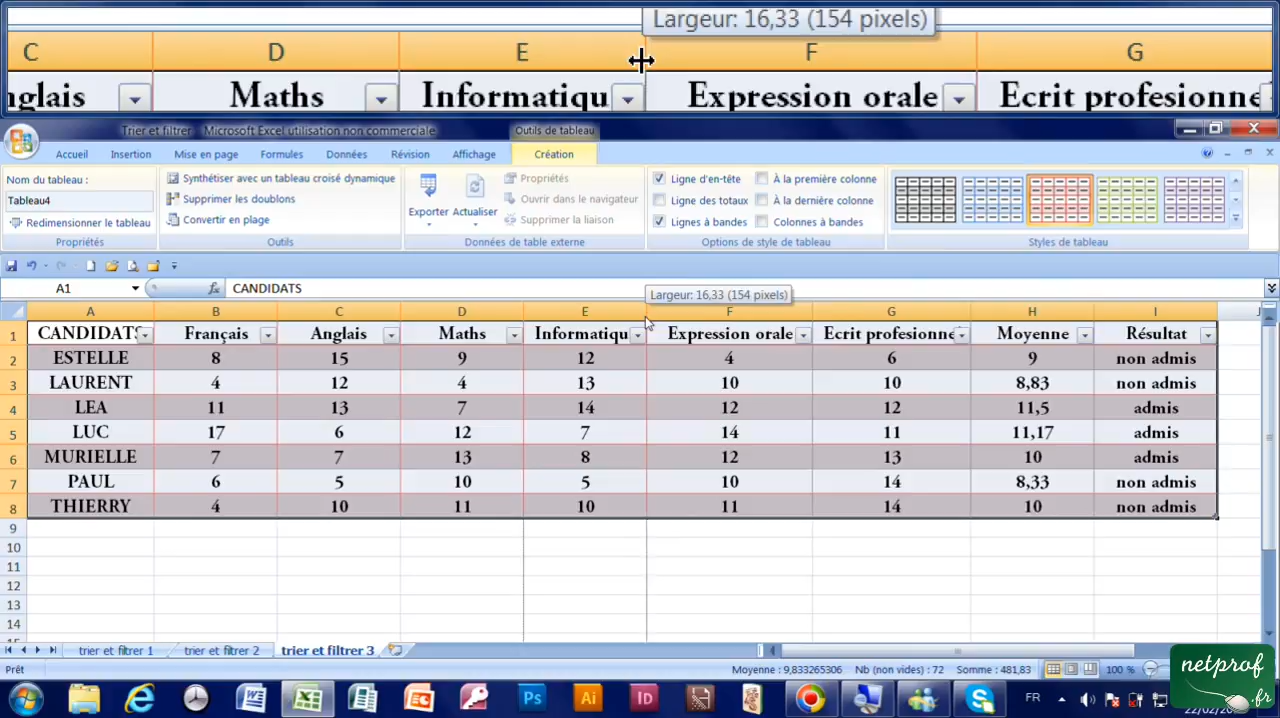 Largeur: 16,33 (154 pixels)
C D E F G
nglais Maths Informatiqu Expression orale Ecrit profesionne
Trier et filtrer - Microsoft Excel utilisation non commerciale Outils de tableau
Accueil Insertion Mise en page Formules Données Révision Affichage Création
Nom du tableau : Synthétiser avec un tableau croisé dynamique Propriétés Ligne d'en-tête À la première colonne
Tableau4 Supprimer les doublons Exporter Actualiser Ouvrir dans le navigateur Ligne des totaux À la dernière colonne
Redimensionner le tableau Convertir en plage Supprimer la liaison Lignes à bandes Colonnes à bandes
Propriétés Outils Données de table externe Options de style de tableau Styles de tableau
A1 fx CANDIDATS Largeur: 16,33 (154 pixels)
A B C D E F G H I J
1 CANDIDATS Français Anglais Maths Informatiqu Expression orale Ecrit profesionne Moyenne Résultat
2 ESTELLE 8 15 9 12 4 6 9 non admis
3 LAURENT 4 12 4 13 10 10 8,83 non admis
4 LEA 11 13 7 14 12 12 11,5 admis
5 LUC 17 6 12 7 14 11 11,17 admis
6 MURIELLE 7 7 13 8 12 13 10 admis
7 PAUL 6 5 10 5 10 14 8,33 non admis
8 THIERRY 4 10 11 10 11 14 10 non admis
9
10
11
12
13
14
trier et filtrer 1 trier et filtrer 2 trier et filtrer 3
Prêt Moyenne : 9,833265306 Nb (non vides) : 72 Somme : 481,83 100 %
netprof
.fr
Ps Ai ID FR